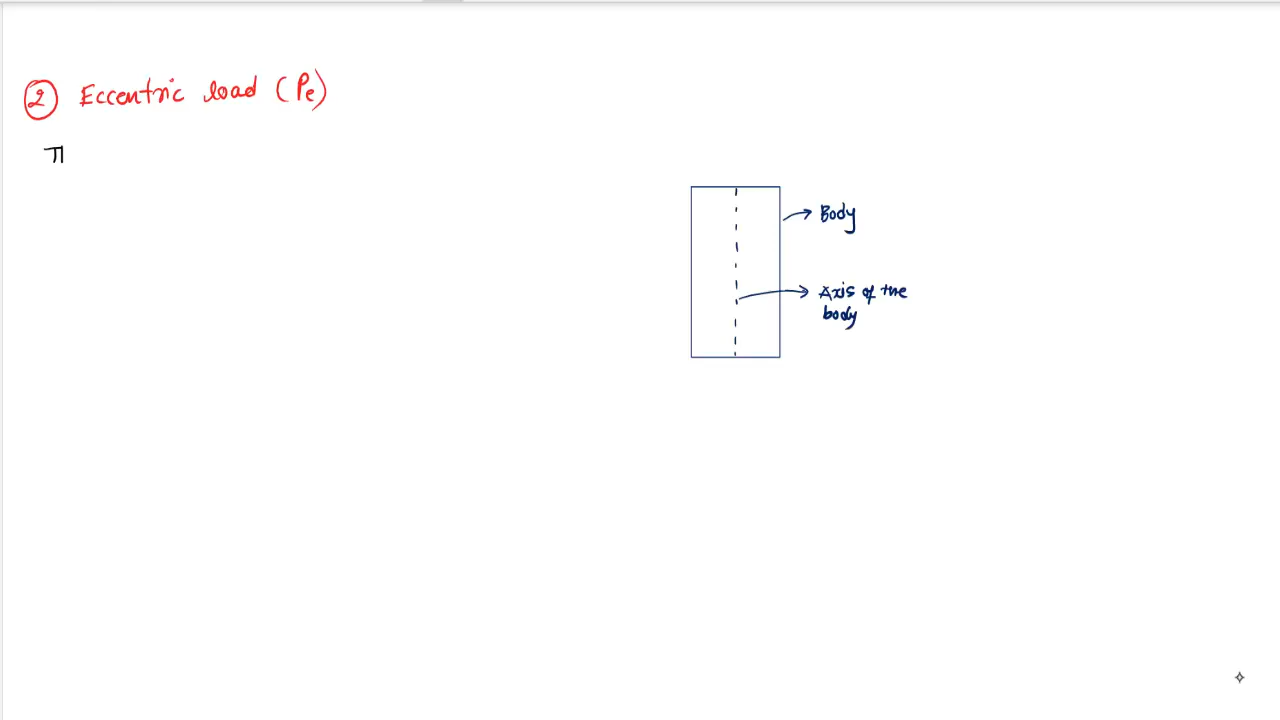 ② Eccentric load (Pe)
Body
Axis of the
body